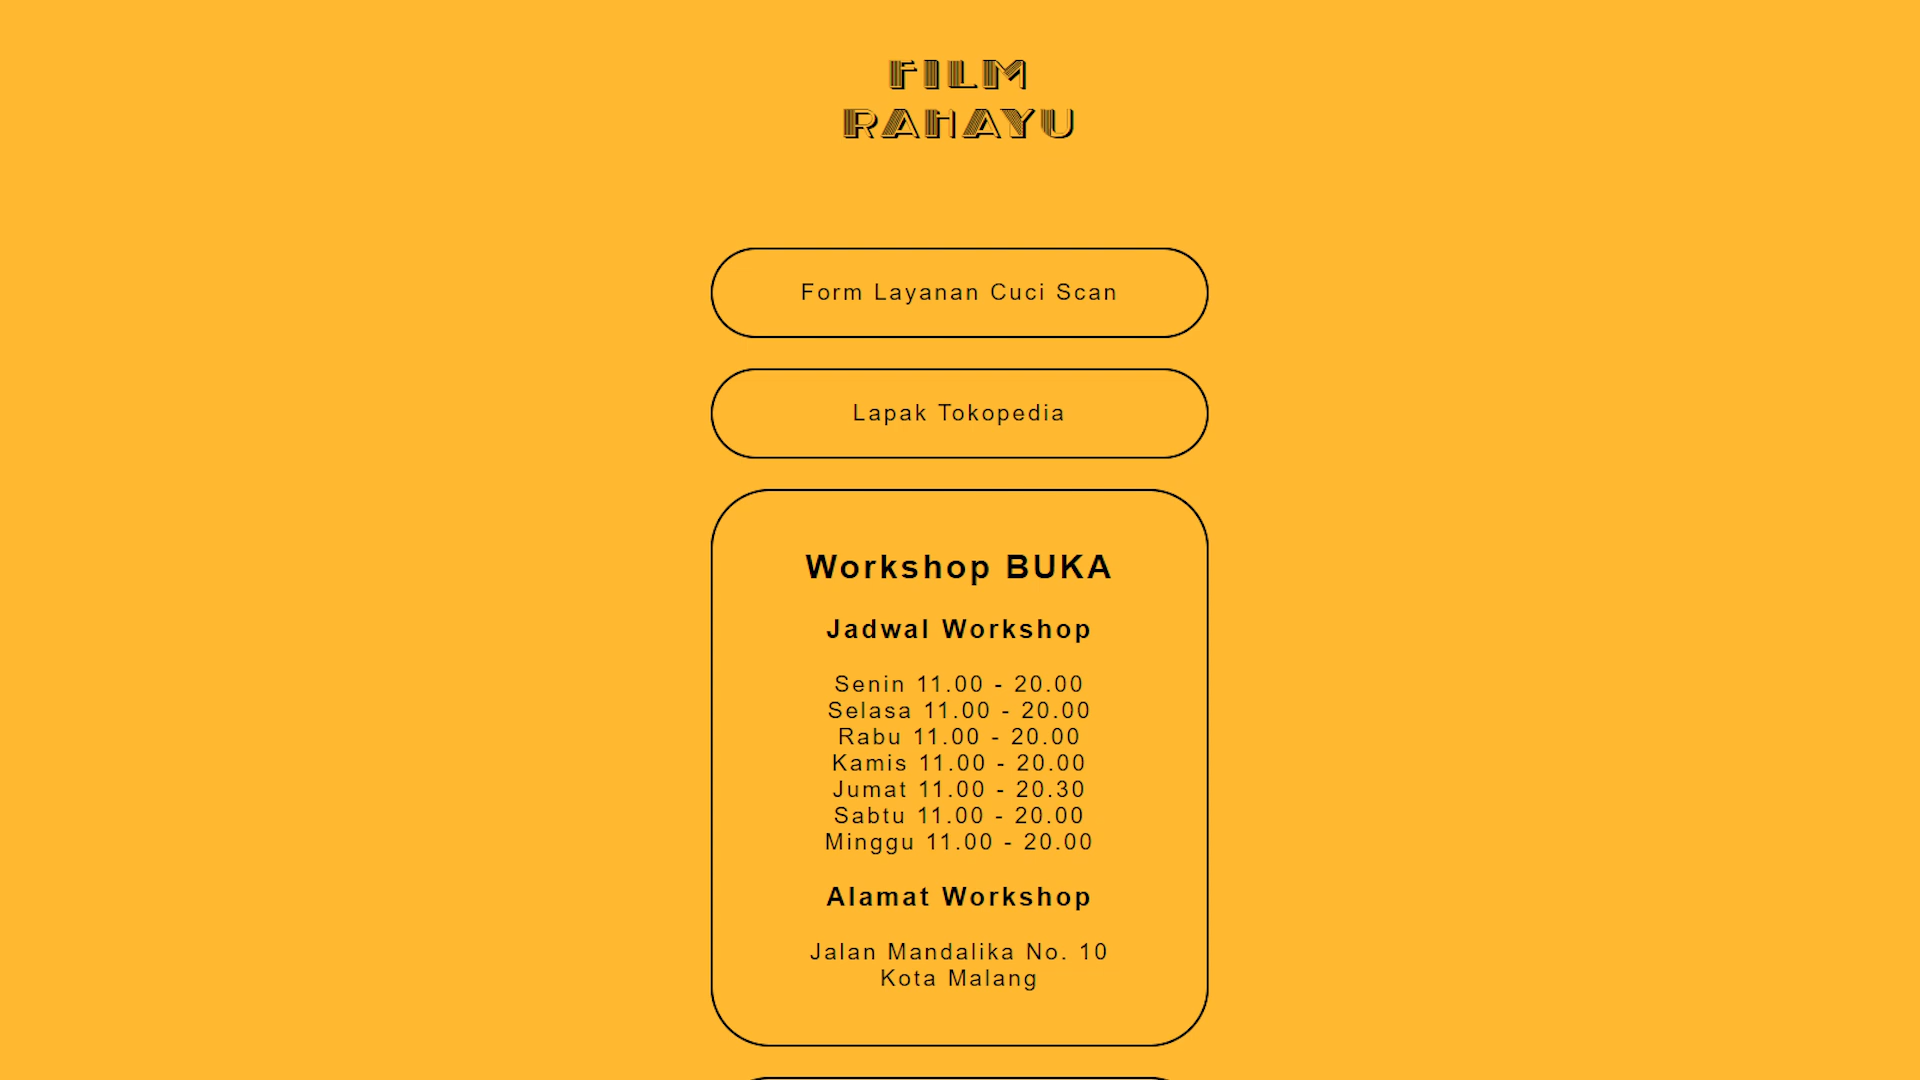 FILM
RAHAYU
Form Layanan Cuci Scan
Lapak Tokopedia
Workshop BUKA
Jadwal Workshop
Senin 11.00 - 20.00
Selasa 11.00 - 20.00
Rabu 11.00 - 20.00
Kamis 11.00 - 20.00
Jumat 11.00 - 20.30
Sabtu 11.00 - 20.00
Minggu 11.00 - 20.00
Alamat Workshop
Jalan Mandalika No. 10
Kota Malang